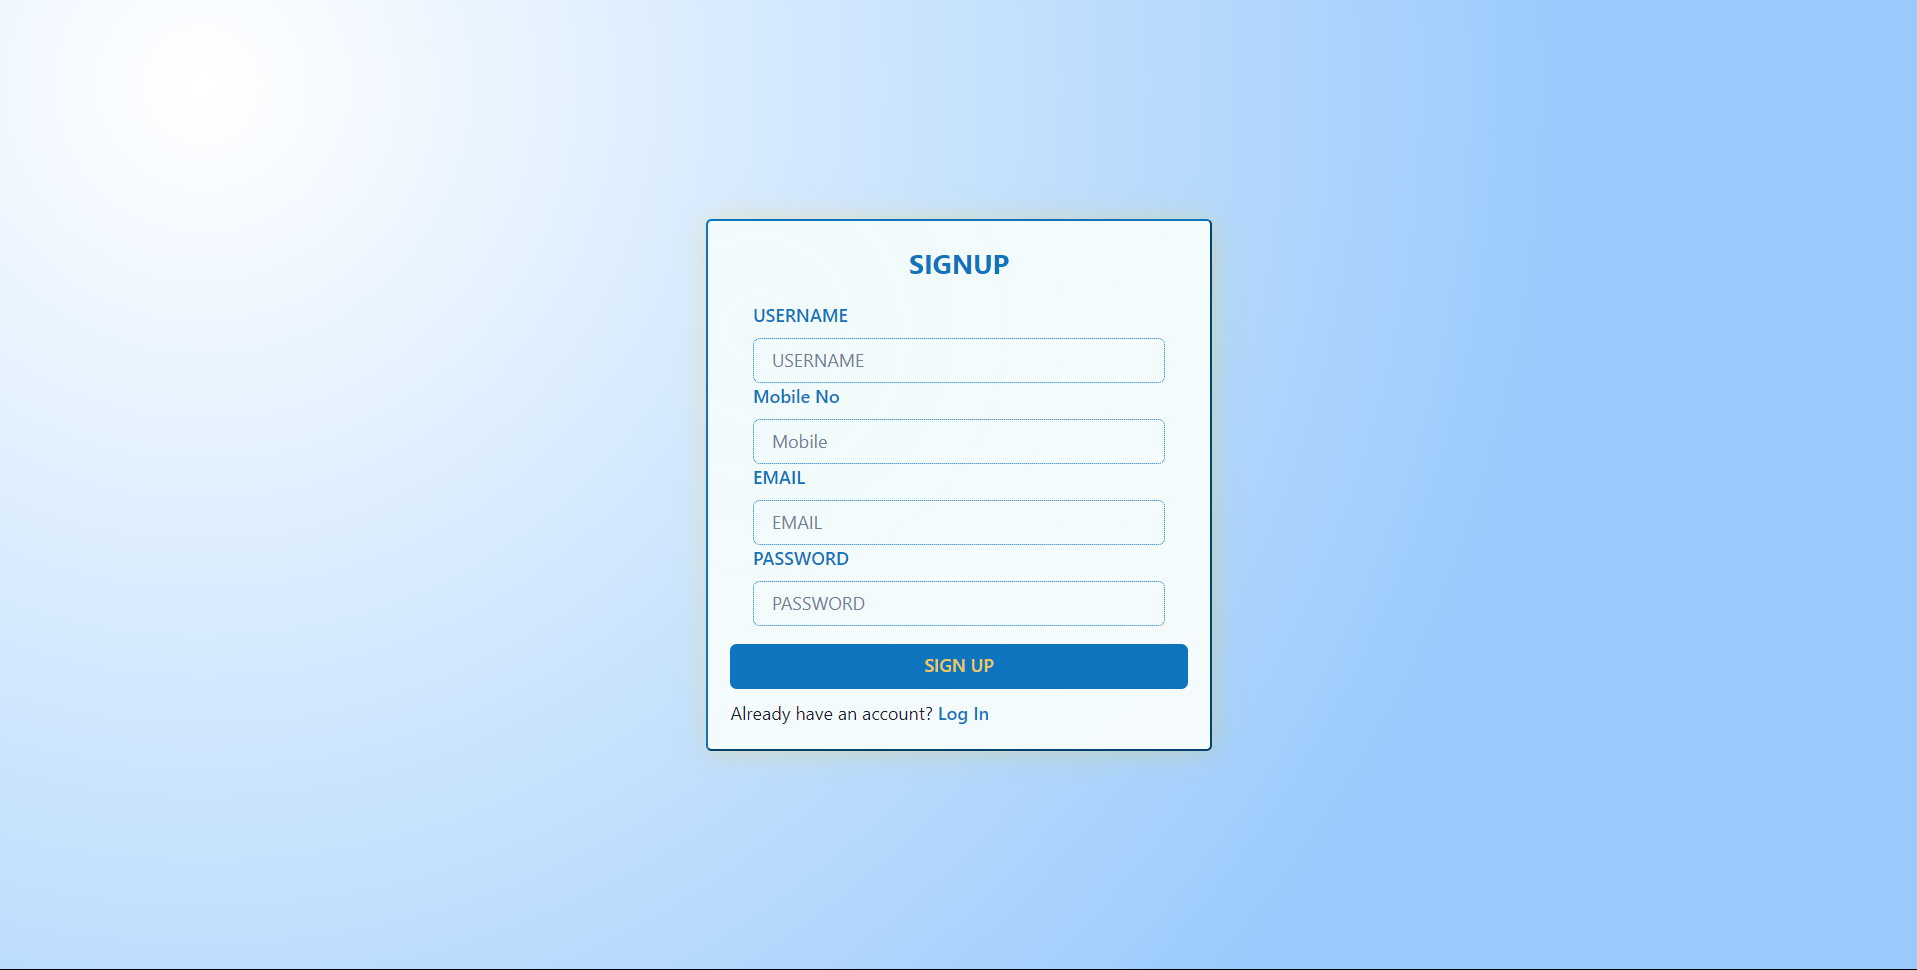 SIGNUP
USERNAME
USERNAME
Mobile No
Mobile
EMAIL
EMAIL
PASSWORD
PASSWORD
SIGN UP
Already have an account? Log In